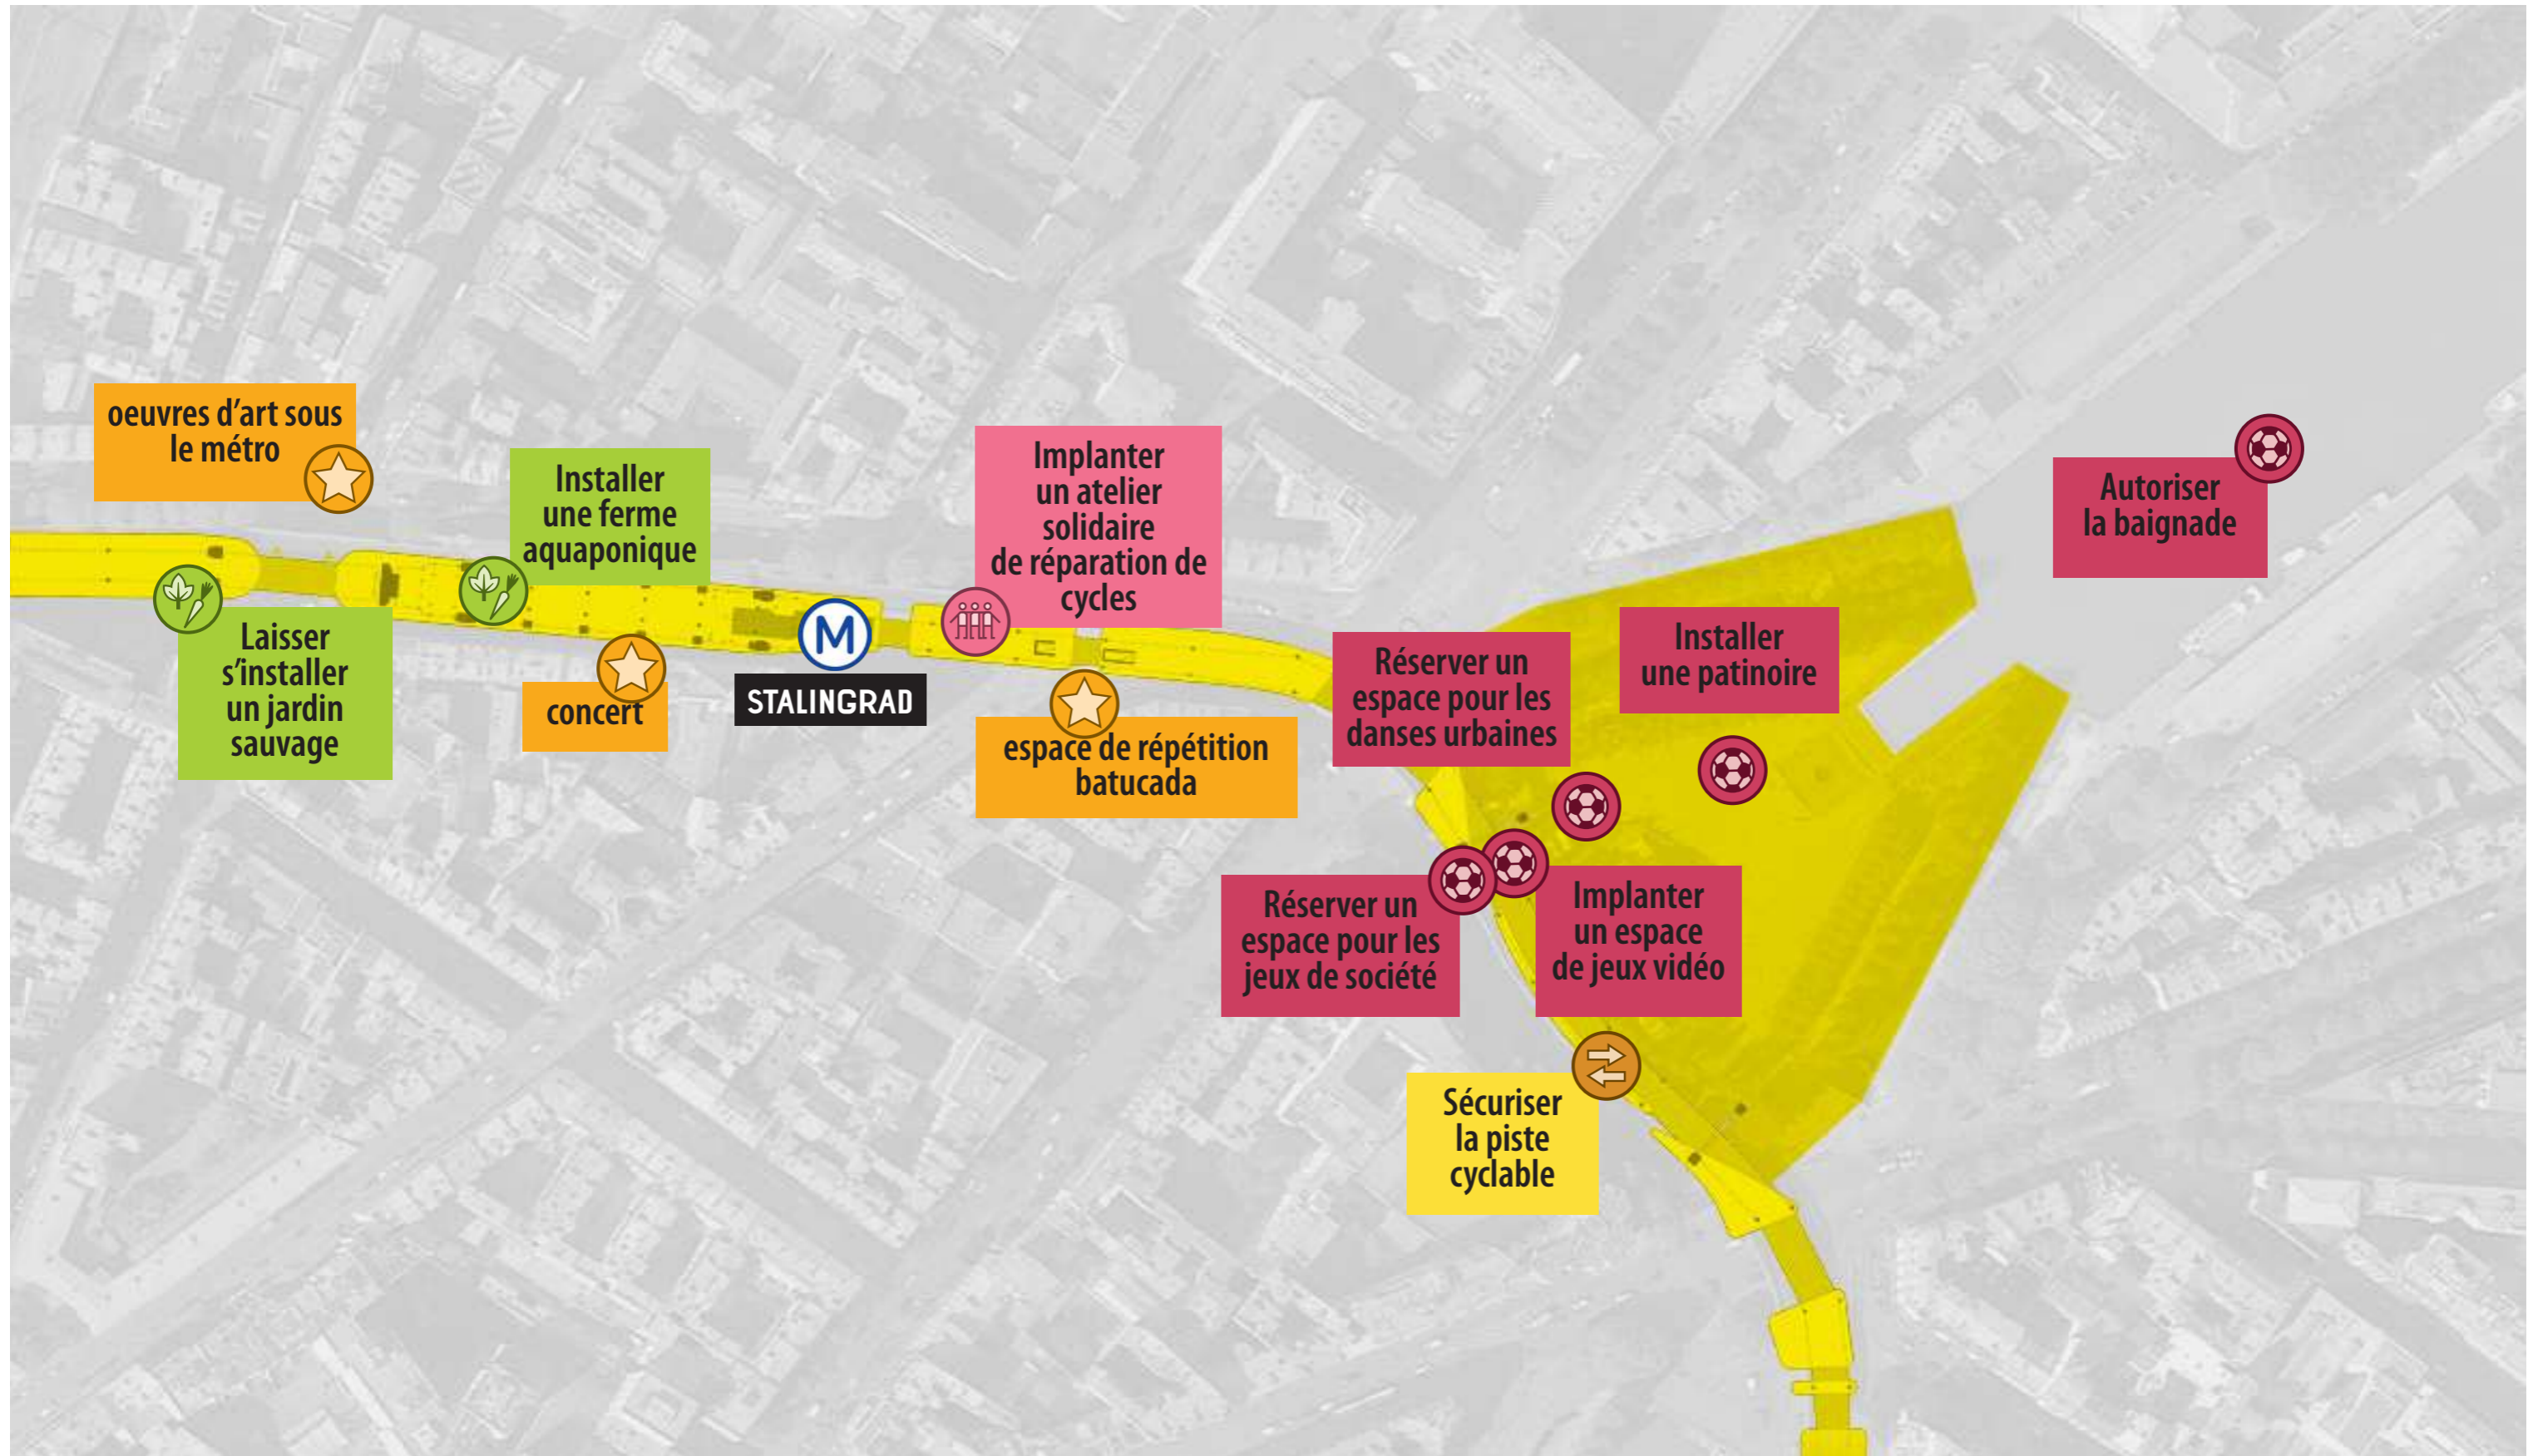 oeuvres d'art sous
le métro
Installer
une ferme
aquaponique
Implanter
un atelier
solidaire
de réparation de
cycles
Autoriser
la baignade
Laisser
s'installer
un jardin
sauvage
concert
M
STALINGRAD
espace de répétition
batucada
Réserver un
espace pour les
danses urbaines
Installer
une patinoire
Réserver un
espace pour les
jeux de société
Implanter
un espace
de jeux vidéo
Sécuriser
la piste
cyclable